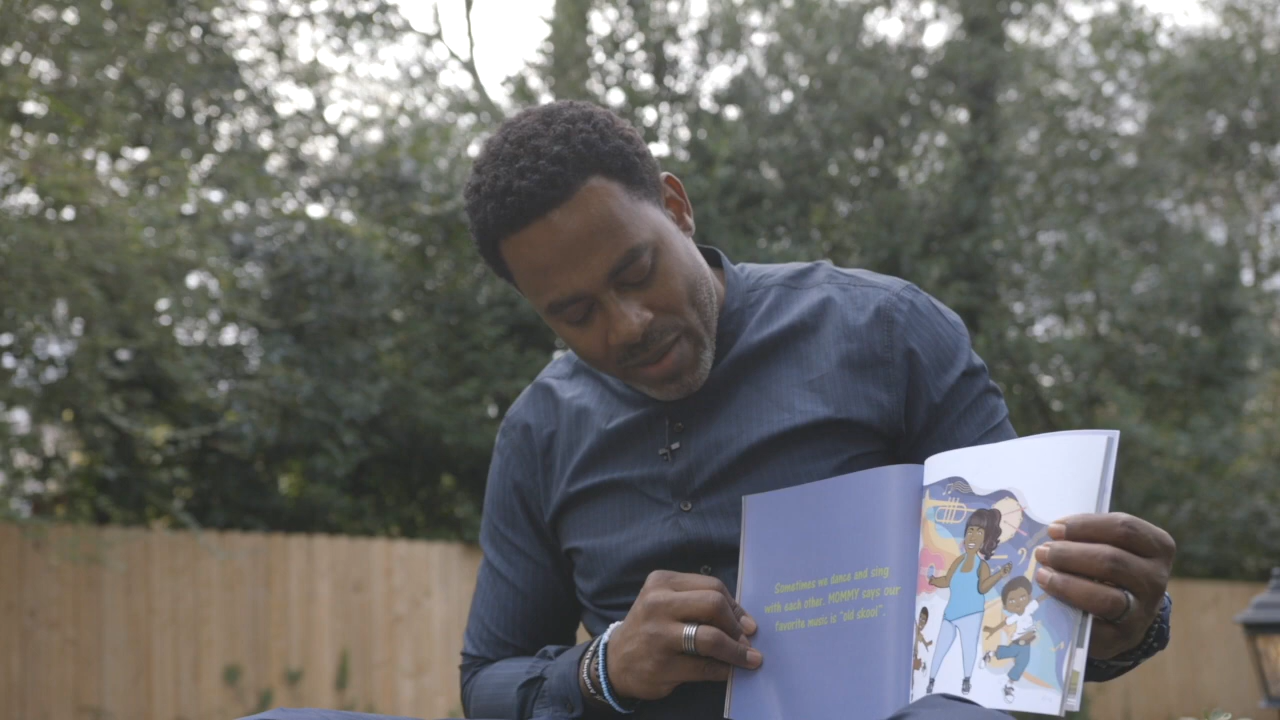 Sometimes we dance and sing
with each other. MOMMY says our
favorite music is "old skool".